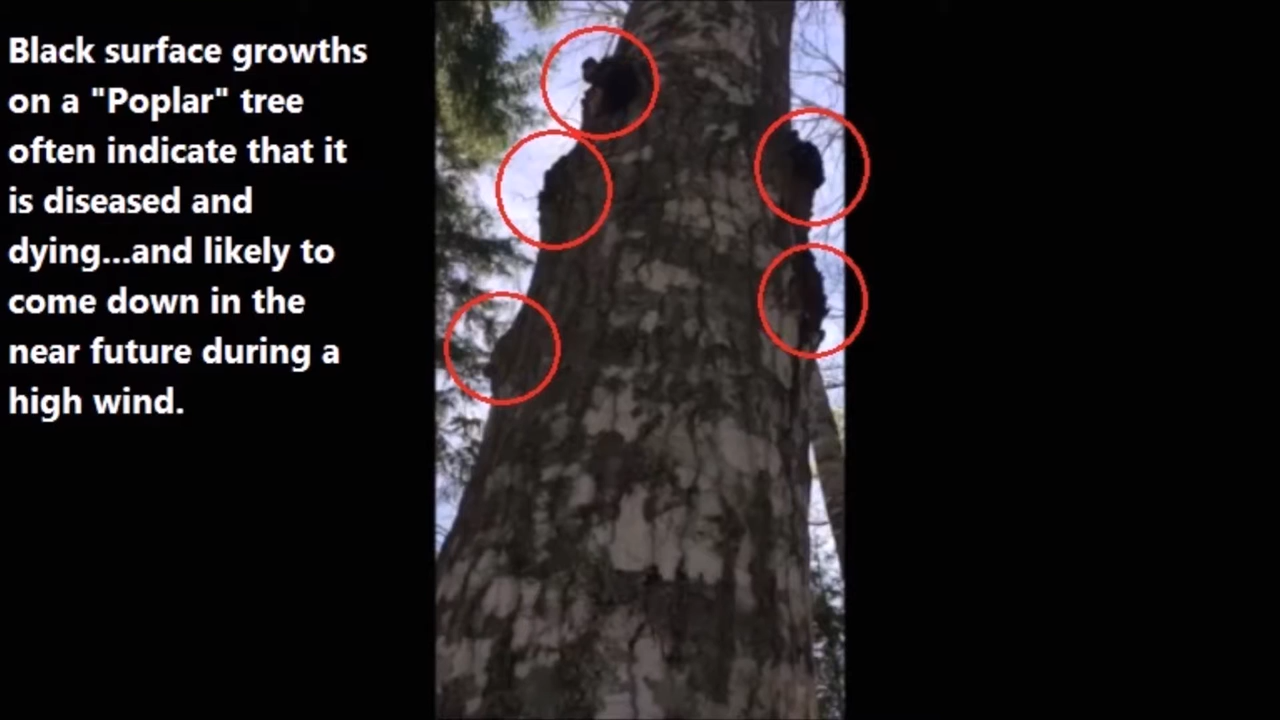 Black surface growths
on a "Poplar" tree
often indicate that it
is diseased and
dying...and likely to
come down in the
near future during a
high wind.